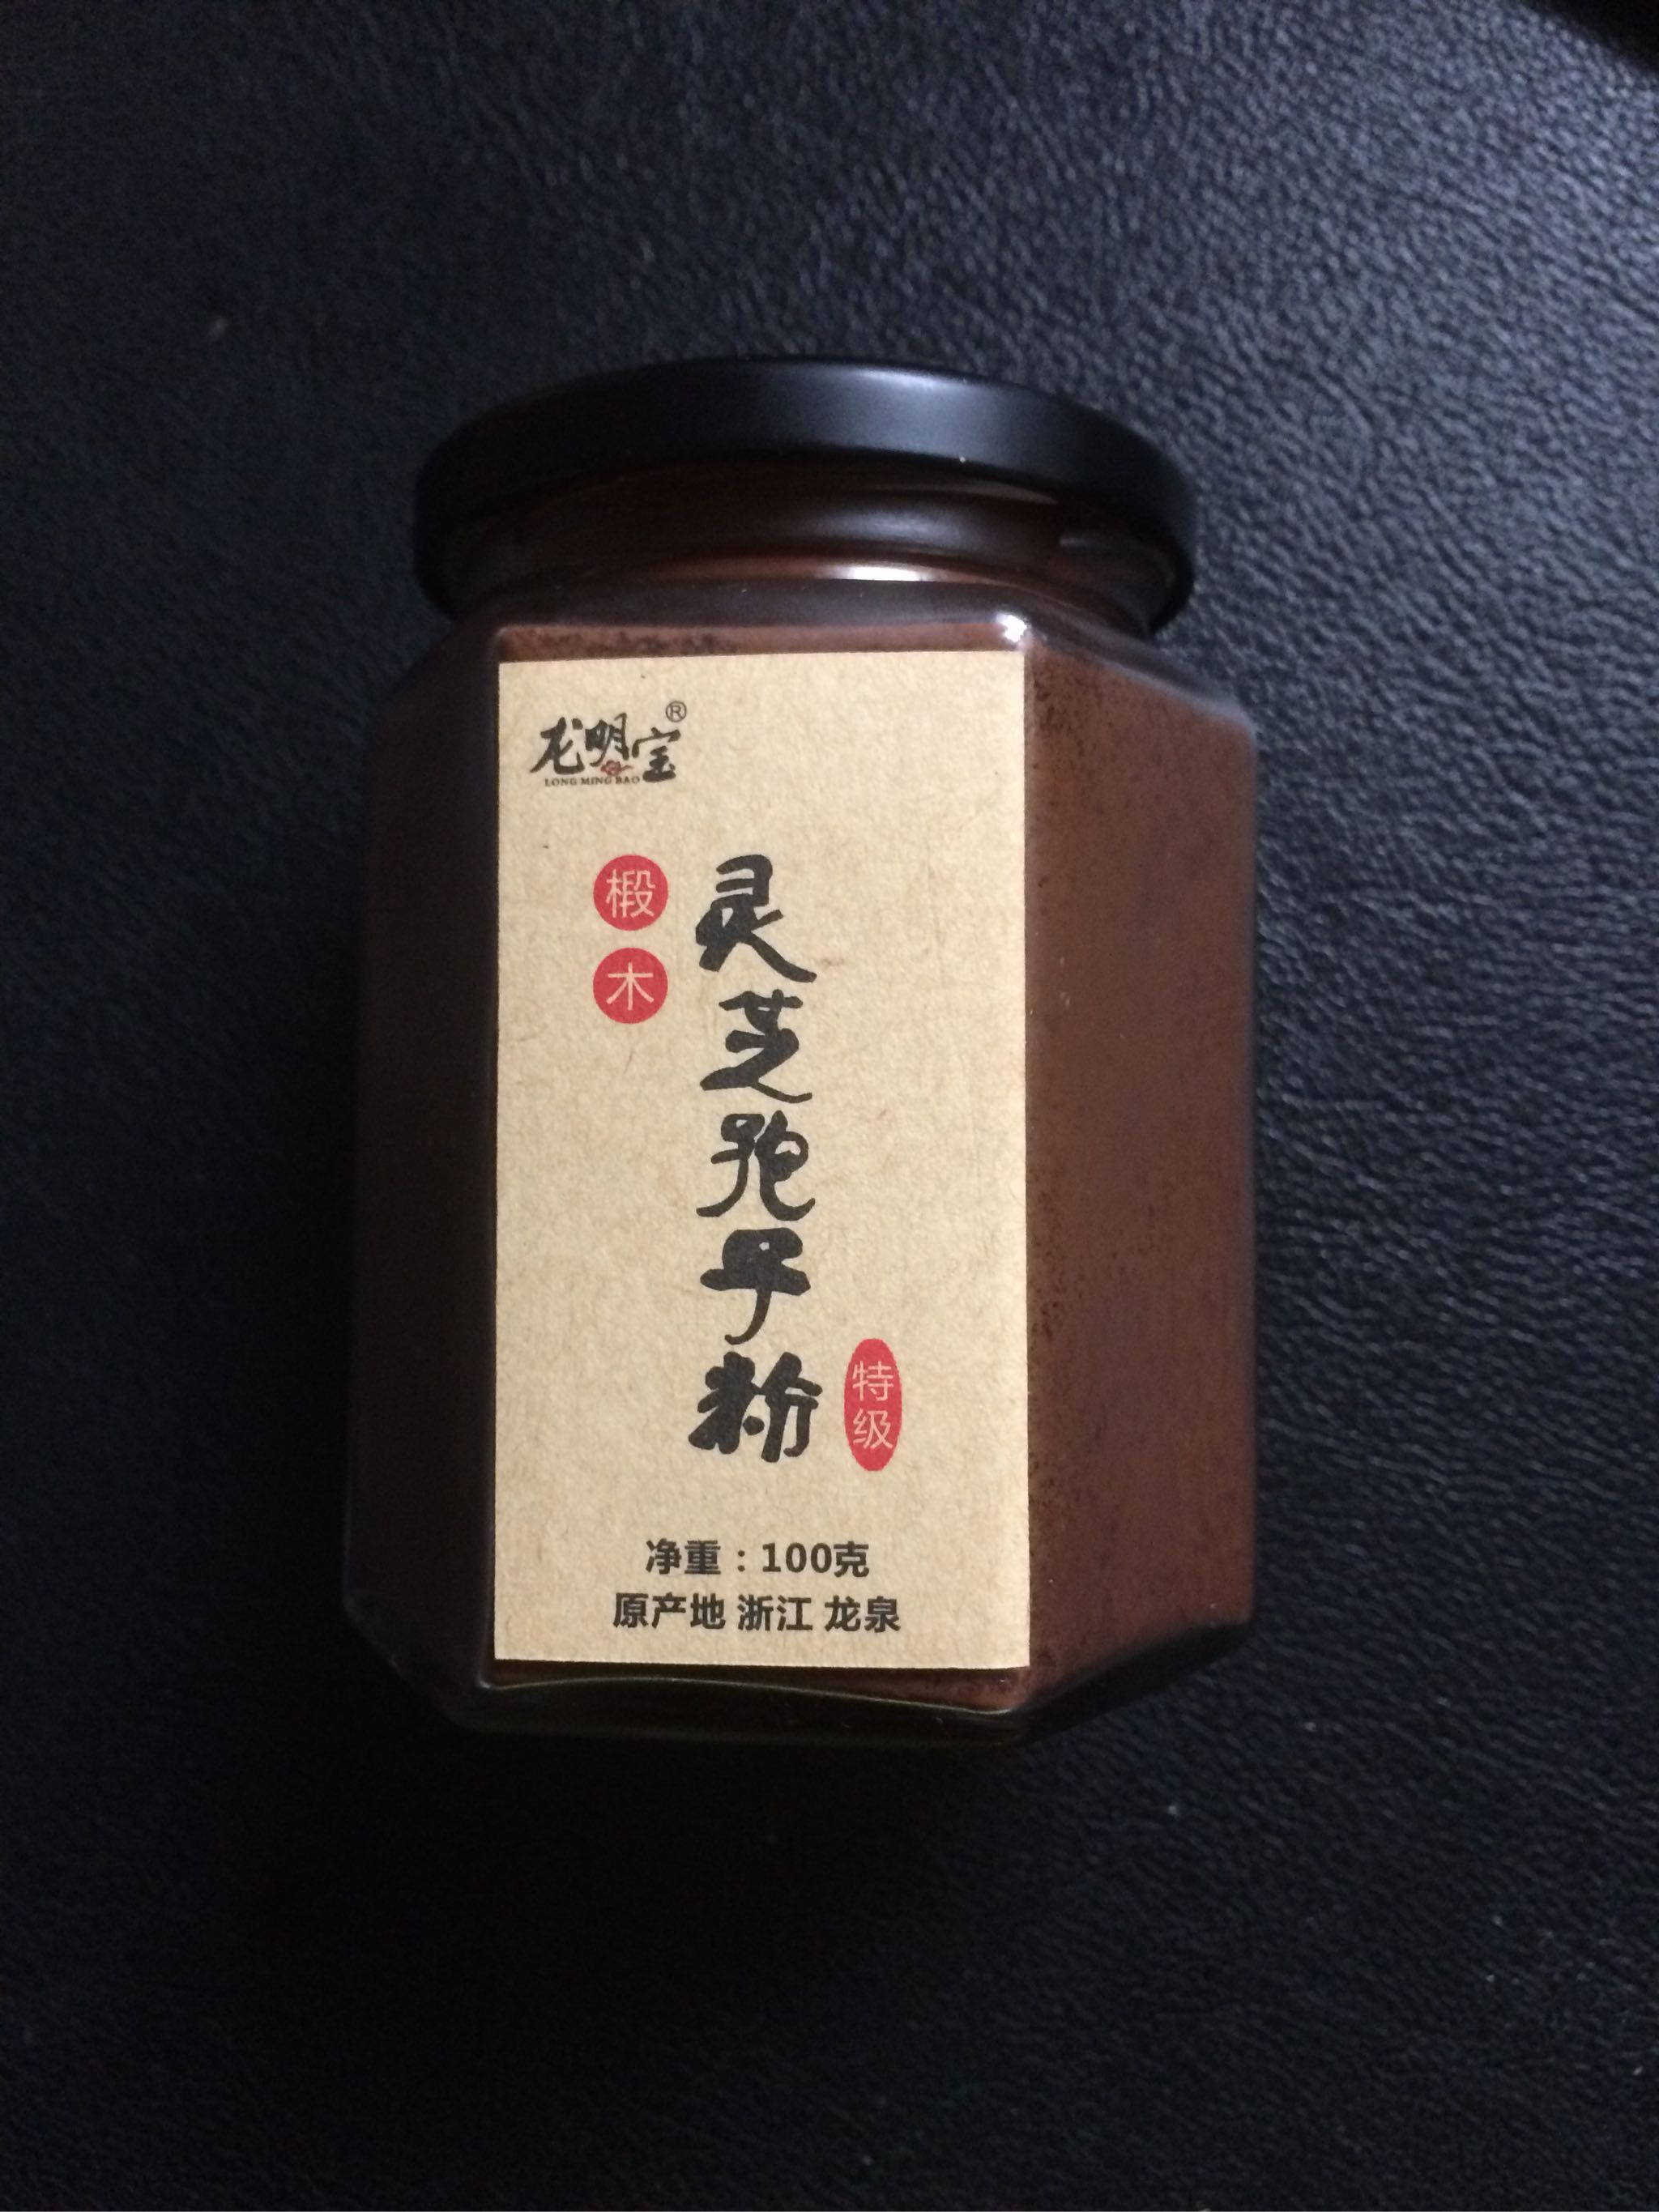 龙明宝®
LONG MING BAO
椴木
灵芝孢子粉
特级
净重：100克
原产地 浙江 龙泉